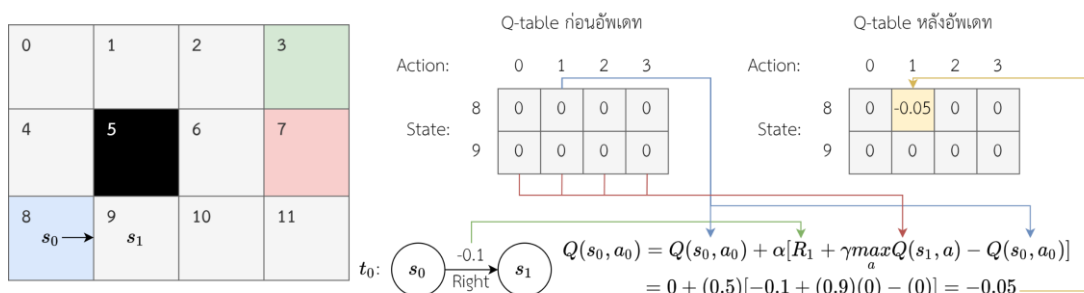 0 1 2 3
4 5 6 7
8 9 10 11
s₀ s₁
Q-table ก่อนอัพเดท
Action: 0 1 2 3
State:
8 0 0 0 0
9 0 0 0 0
Q-table หลังอัพเดท
Action: 0 1 2 3
State:
8 0 -0.05 0 0
9 0 0 0 0
t₀: s₀ -0.1 Right s₁
Q(s₀, a₀) = Q(s₀, a₀) + α[R₁ + γmaxQ(s₁, a) − Q(s₀, a₀)]
a
= 0 + (0.5)[−0.1 + (0.9)(0) − (0)] = −0.05